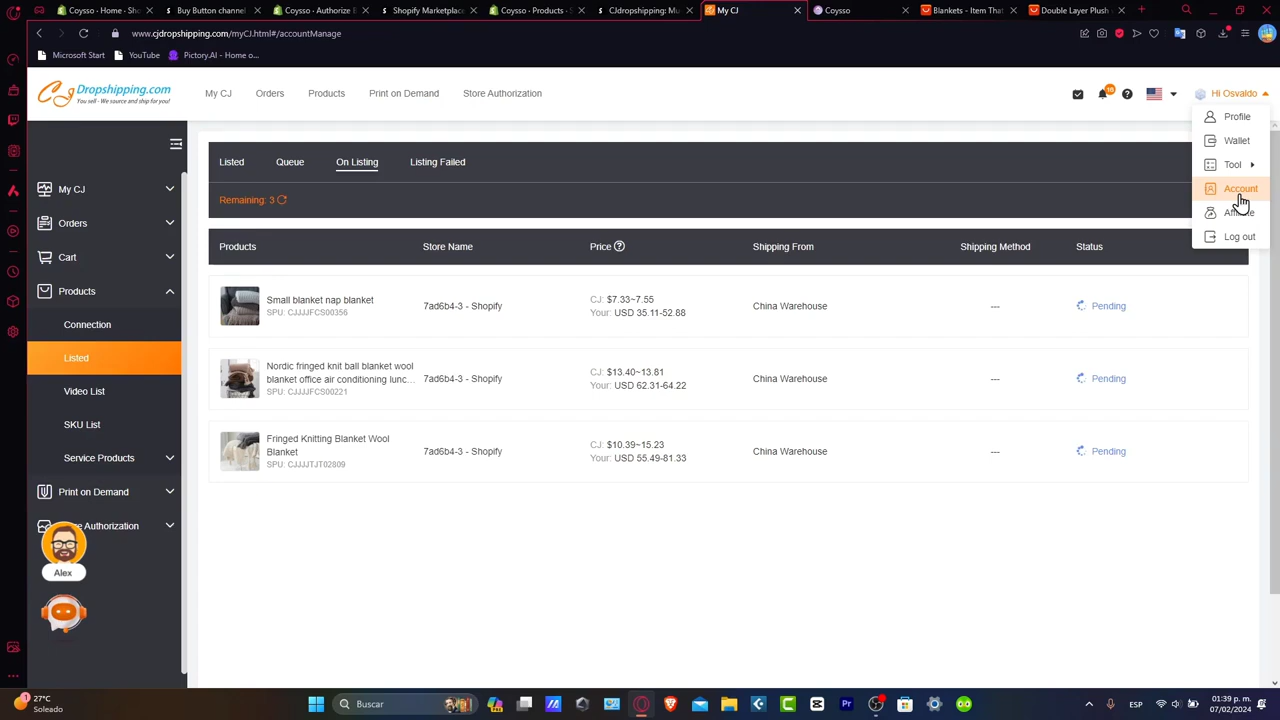 Coysso - Home - Sho
Buy Button channel
Coysso - Authorize
Shopify Marketplac
Coysso - Products - S
CJdropshipping: Mu
My CJ
Coysso
Blankets - Item That
Double Layer Plush
www.cjdropshipping.com/myCJ.html#/accountManage
Microsoft Start
YouTube
Pictory.AI - Home o...
CJ Dropshipping.com
You sell - We source and ship for you!
My CJ
Orders
Products
Print on Demand
Store Authorization
16
Hi Osvaldo
Profile
Wallet
Tool
Account
Affiliate
Log out
My CJ
Orders
Cart
Products
Connection
Listed
Video List
SKU List
Service Products
Print on Demand
Authorization
Alex
Listed
Queue
On Listing
Listing Failed
Remaining: 3
Products
Store Name
Price
Shipping From
Shipping Method
Status
Small blanket nap blanket
SPU: CJJJJFCS00356
7ad6b4-3 - Shopify
CJ: $7.33~7.55
Your: USD 35.11-52.88
China Warehouse
---
Pending
Nordic fringed knit ball blanket wool
blanket office air conditioning lunc...
SPU: CJJJJFCS00221
7ad6b4-3 - Shopify
CJ: $13.40~13.81
Your: USD 62.31-64.22
China Warehouse
---
Pending
Fringed Knitting Blanket Wool
Blanket
SPU: CJJJJTJT02809
7ad6b4-3 - Shopify
CJ: $10.39~15.23
Your: USD 55.49-81.33
China Warehouse
---
Pending
1
27°C
Soleado
Buscar
ESP
01:39 p. m.
07/02/2024